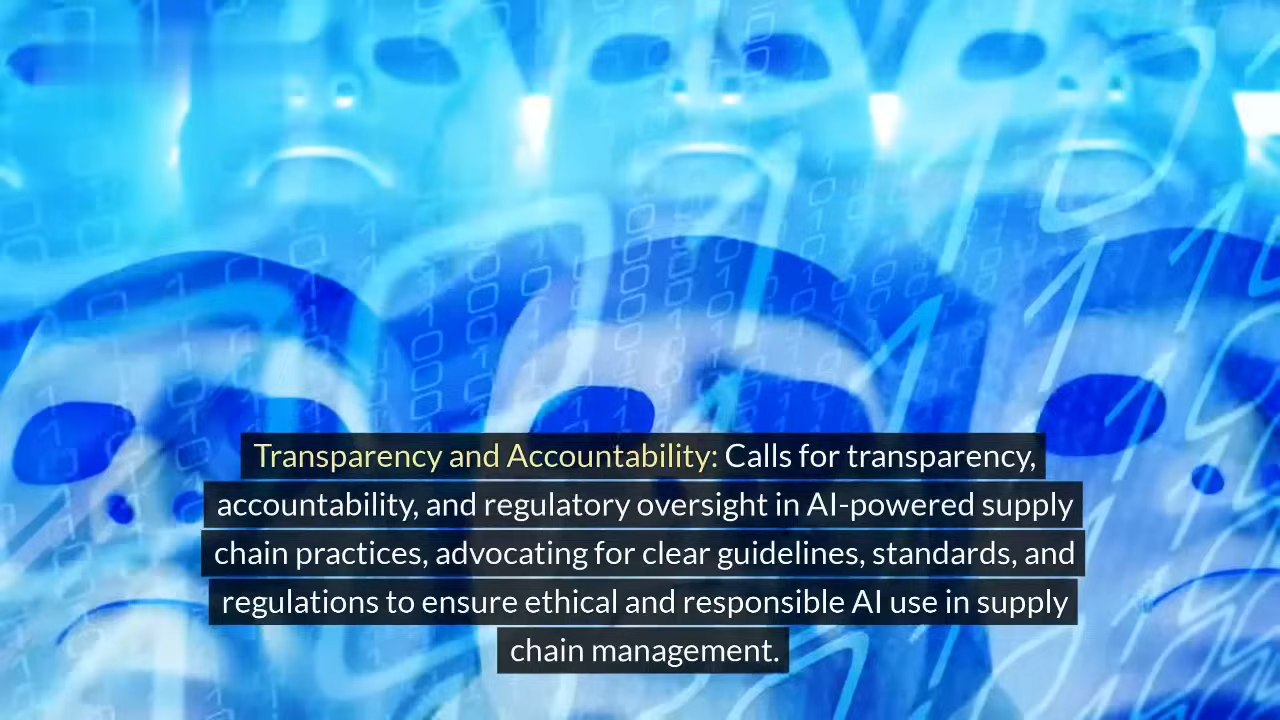 Transparency and Accountability: Calls for transparency,
accountability, and regulatory oversight in AI-powered supply
chain practices, advocating for clear guidelines, standards, and
regulations to ensure ethical and responsible AI use in supply
chain management.